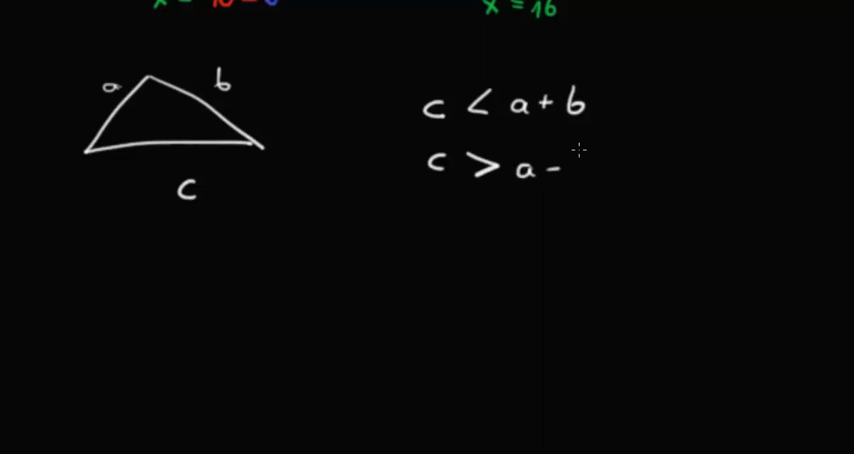 x = 16
a b
c < a + b
c > a -
c